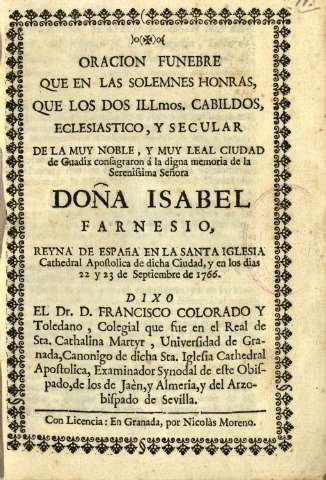 ORACION FUNEBRE
QUE EN LAS SOLEMNES HONRAS,
QUE LOS DOS ILLmos. CABILDOS,
ECLESIASTICO, Y SECULAR
DE LA MUY NOBLE, Y MUY LEAL CIUDAD
de Guadix consagraron á la digna memoria de la
Serenissima Señora
DOÑA ISABEL
FARNESIO,
REYNA DE ESPAñA EN LA SANTA IGLESIA
Cathedral Apostolica de dicha Ciudad, y en los dias
22 y 23 de Septiembre de 1766.
DIXO
EL Dr. D. FRANCISCO COLORADO Y
Toledano, Colegial que fue en el Real de
Sta. Cathalina Martyr, Universidad de Gra-
nada, Canonigo de dicha Sta. Iglesia Cathedral
Apostolica, Examinador Synodal de este Obis-
pado, de los de Jaèn, y Almeria, y del Arzo-
bispado de Sevilla.
Con Licencia: En Granada, por Nicolàs Moreno.